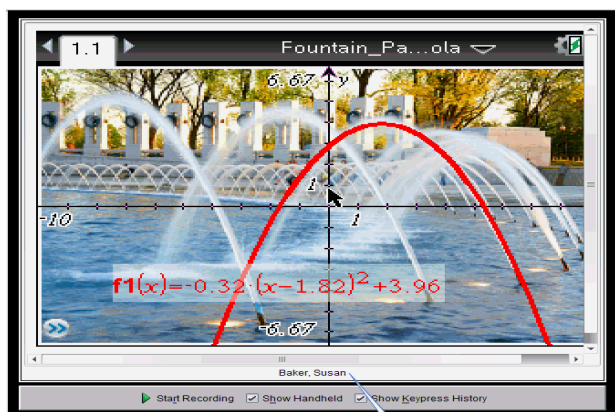 1.1 Fountain_Pa...ola
6.67 y
1
-10 1
f1(x)=-0.32·(x-1.82)²+3.96
-6.67
Baker, Susan
Start Recording Show Handheld Show Keypress History